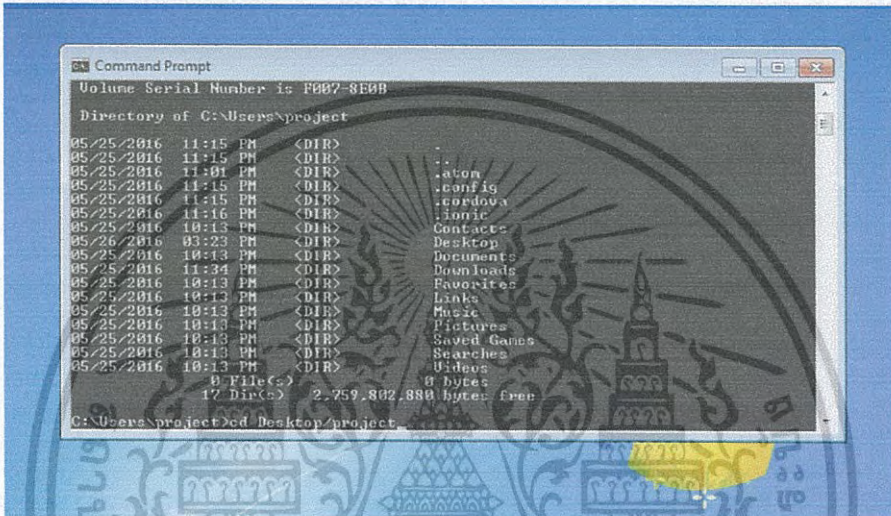 Command Prompt
Volume Serial Number is F007-8E0B
Directory of C:\Users\project
05/25/2016 11:15 PM <DIR> .
05/25/2016 11:15 PM <DIR> ..
05/25/2016 11:01 PM <DIR> .atom
05/25/2016 11:15 PM <DIR> .config
05/25/2016 11:15 PM <DIR> .cordova
05/25/2016 11:16 PM <DIR> .ionic
05/25/2016 10:13 PM <DIR> Contacts
05/26/2016 03:23 PM <DIR> Desktop
05/25/2016 10:13 PM <DIR> Documents
05/25/2016 11:34 PM <DIR> Downloads
05/25/2016 10:13 PM <DIR> Favorites
05/25/2016 10:13 PM <DIR> Links
05/25/2016 10:13 PM <DIR> Music
05/25/2016 10:13 PM <DIR> Pictures
05/25/2016 10:13 PM <DIR> Saved Games
05/25/2016 10:13 PM <DIR> Searches
05/25/2016 10:13 PM <DIR> Videos
0 File(s) 0 bytes
17 Dir(s) 2,759,802,880 bytes free
C:\Users\project>cd Desktop/project_